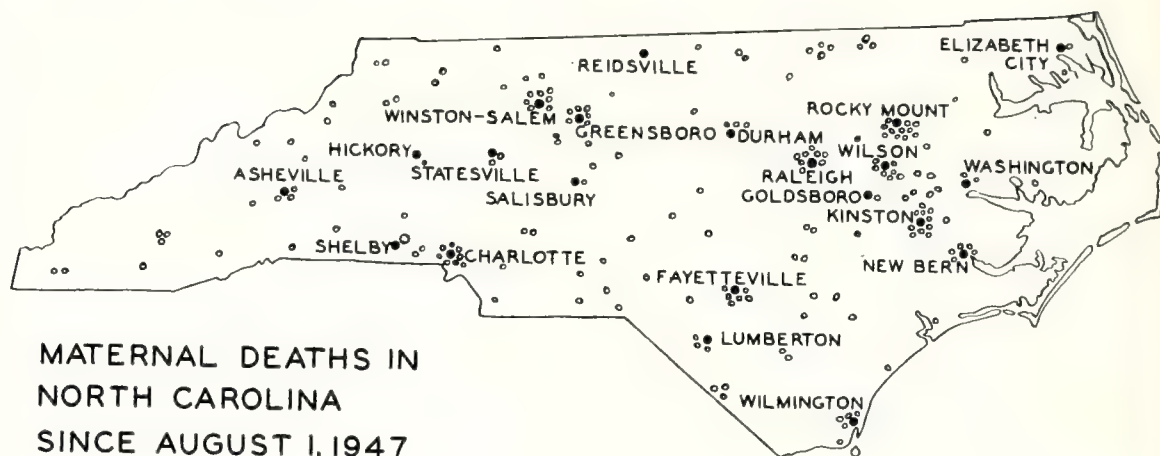 ELIZABETH
CITY
REIDSVILLE
WINSTON-SALEM
GREENSBORO
DURHAM
ROCKY MOUNT
HICKORY
STATESVILLE
WILSON
RALEIGH
WASHINGTON
ASHEVILLE
SALISBURY
GOLDSBORO
KINSTON
SHELBY
CHARLOTTE
NEW BERN
FAYETTEVILLE
LUMBERTON
WILMINGTON
MATERNAL DEATHS IN
NORTH CAROLINA
SINCE AUGUST 1, 1947